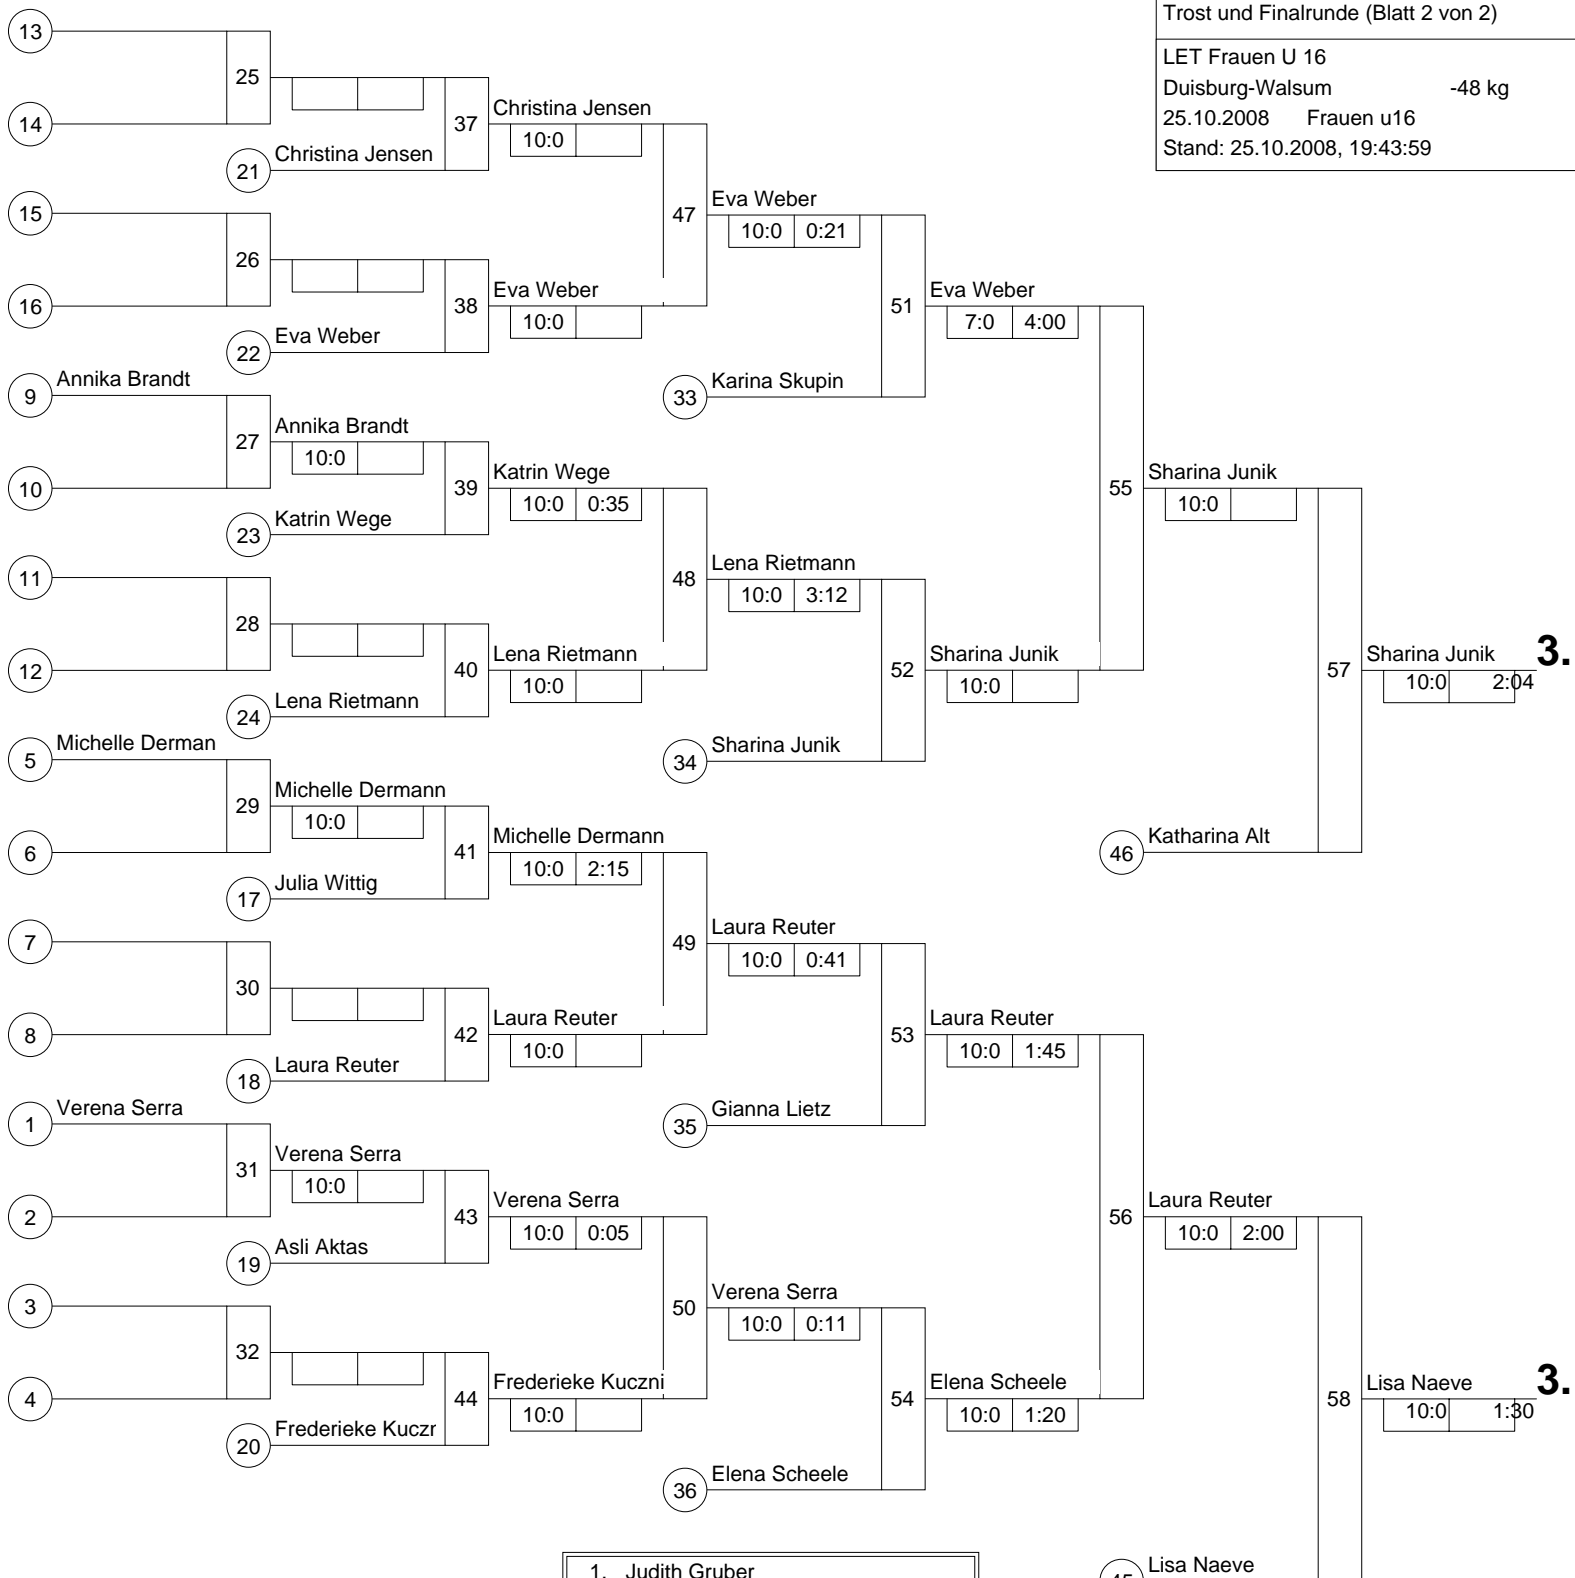 Trost und Finalrunde (Blatt 2 von 2)
LET Frauen U 16
Duisburg-Walsum -48 kg
25.10.2008 Frauen u16
Stand: 25.10.2008, 19:43:59
13
25
14
37
Christina Jensen
10:0
21
Christina Jensen
15
47
Eva Weber
10:0 0:21
26
16
38
Eva Weber
10:0
51
Eva Weber
7:0 4:00
22
Eva Weber
9
Annika Brandt
33
Karina Skupin
27
Annika Brandt
10:0
10
39
Katrin Wege
10:0 0:35
55
Sharina Junik
10:0
23
Katrin Wege
11
48
Lena Rietmann
10:0 3:12
28
12
40
Lena Rietmann
10:0
52
Sharina Junik
10:0
57
Sharina Junik
3.
10:0 2:04
24
Lena Rietmann
5
Michelle Derman
34
Sharina Junik
29
Michelle Dermann
10:0
6
41
Michelle Dermann
10:0 2:15
46
Katharina Alt
17
Julia Wittig
7
49
Laura Reuter
10:0 0:41
30
8
42
Laura Reuter
10:0
53
Laura Reuter
10:0 1:45
18
Laura Reuter
1
Verena Serra
35
Gianna Lietz
31
Verena Serra
10:0
2
43
Verena Serra
10:0 0:05
56
Laura Reuter
10:0 2:00
19
Asli Aktas
3
50
Verena Serra
10:0 0:11
32
4
44
Frederieke Kuczni
10:0
54
Elena Scheele
10:0 1:20
58
Lisa Naeve
3.
10:0 1:30
20
Frederieke Kuczr
36
Elena Scheele
1. Judith Gruber
45
Lisa Naeve